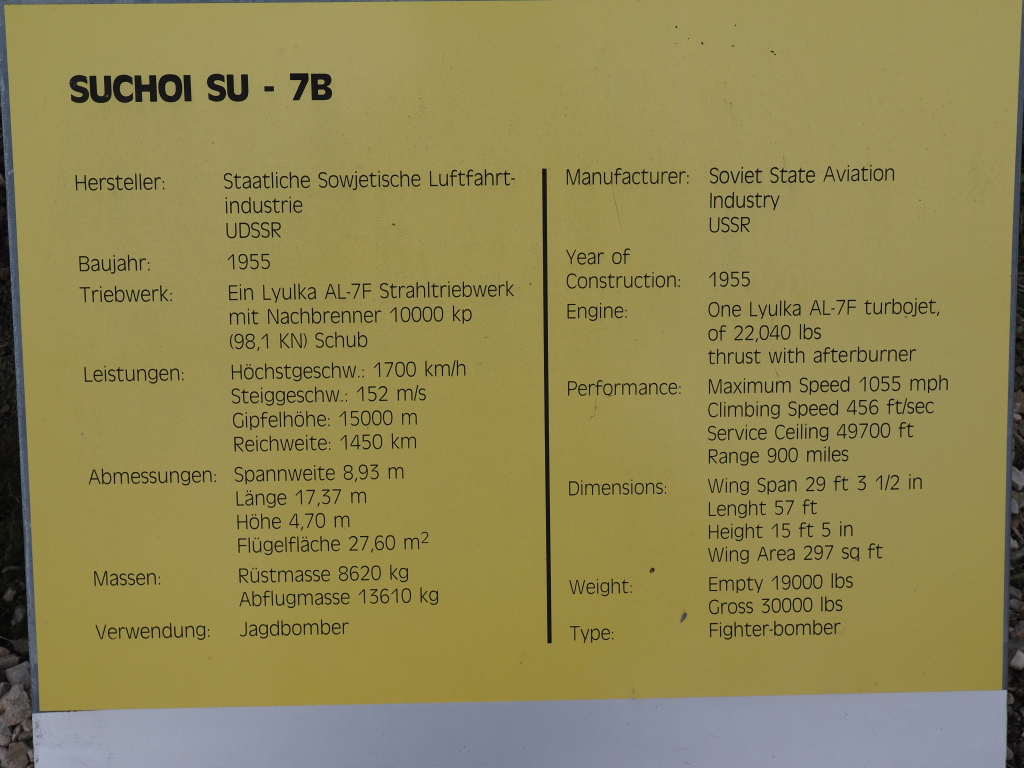 SUCHOI SU - 7B
Hersteller: Staatliche Sowjetische Luftfahrt-
industrie
UDSSR
Baujahr: 1955
Triebwerk: Ein Lyulka AL-7F Strahltriebwerk
mit Nachbrenner 10000 kp
(98,1 KN) Schub
Leistungen: Höchstgeschw.: 1700 km/h
Steiggeschw.: 152 m/s
Gipfelhöhe: 15000 m
Reichweite: 1450 km
Abmessungen: Spannweite 8,93 m
Länge 17,37 m
Höhe 4,70 m
Flügelfläche 27,60 m²
Massen: Rüstmasse 8620 kg
Abflugmasse 13610 kg
Verwendung: Jagdbomber
Manufacturer: Soviet State Aviation
Industry
USSR
Year of
Construction: 1955
Engine: One Lyulka AL-7F turbojet,
of 22,040 lbs
thrust with afterburner
Performance: Maximum Speed 1055 mph
Climbing Speed 456 ft/sec
Service Ceiling 49700 ft
Range 900 miles
Dimensions: Wing Span 29 ft 3 1/2 in
Lenght 57 ft
Height 15 ft 5 in
Wing Area 297 sq ft
Weight: Empty 19000 lbs
Gross 30000 lbs
Type: Fighter-bomber